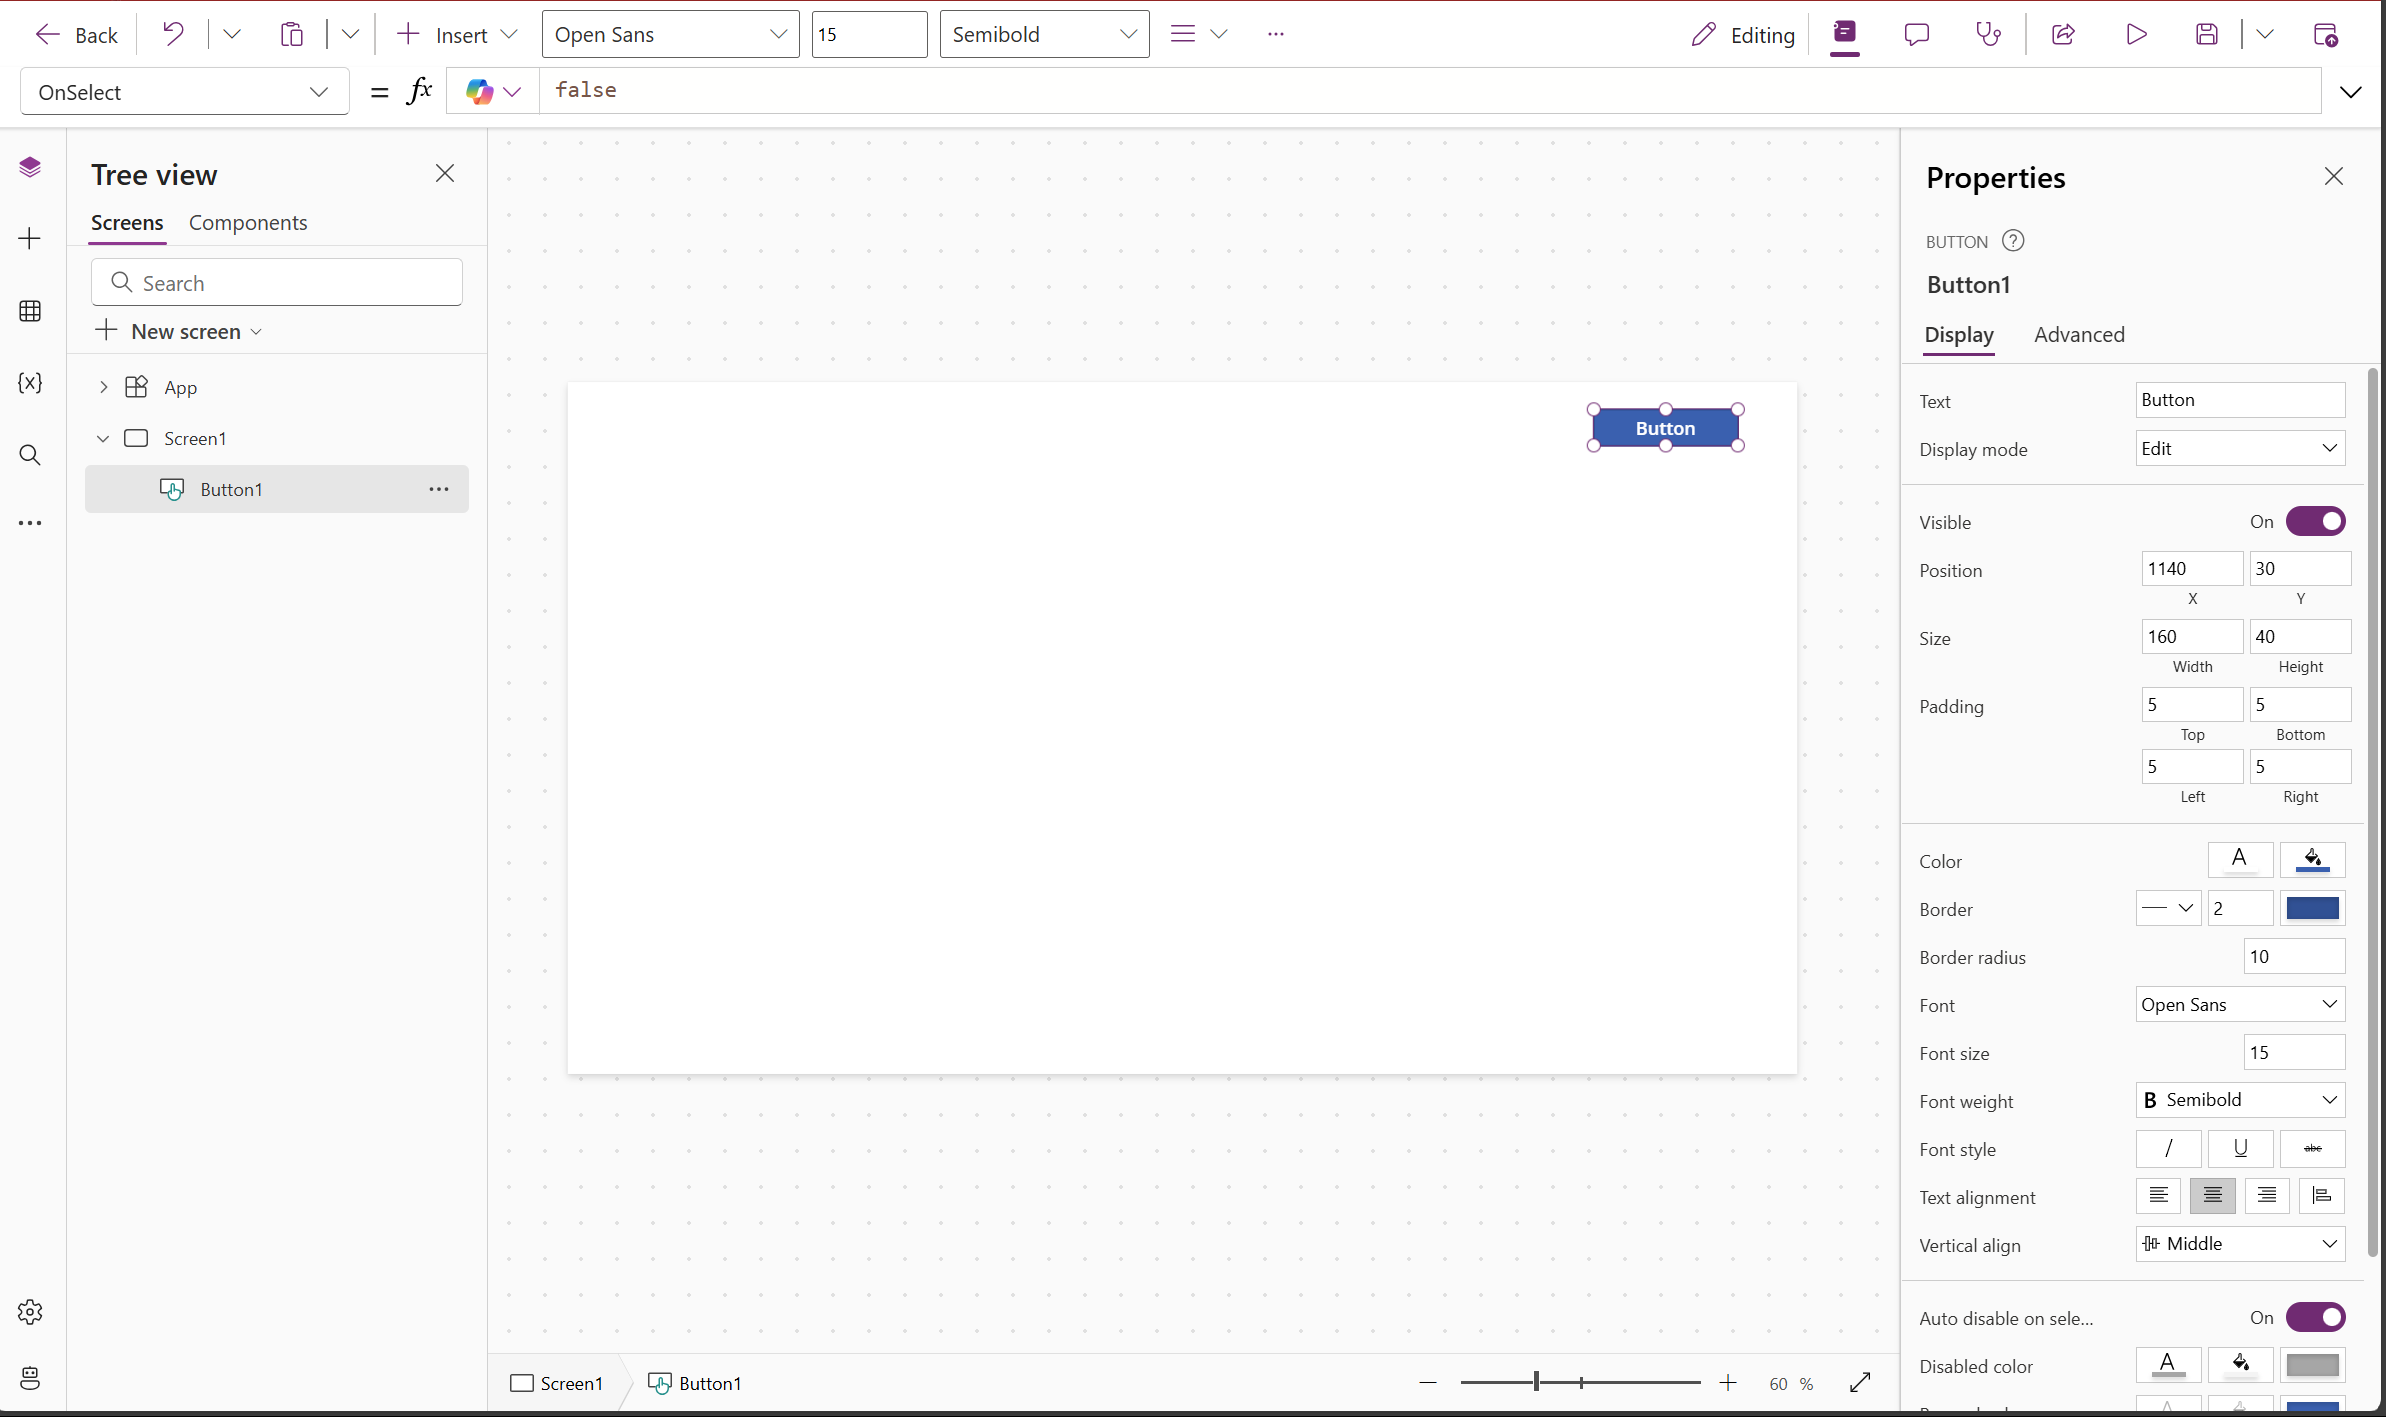 Back
Insert
Open Sans
15
Semibold
Editing
OnSelect
= fx
false
Tree view
Screens Components
Search
New screen
App
Screen1
Button1
Button
Properties
BUTTON ?
Button1
Display Advanced
Text Button
Display mode Edit
Visible On
Position 1140 30
X Y
Size 160 40
Width Height
Padding 5 5
Top Bottom
5 5
Left Right
Color A
Border 2
Border radius 10
Font Open Sans
Font size 15
Font weight B Semibold
Font style / U abc
Text alignment
Vertical align Middle
Auto disable on sele... On
Disabled color A
Screen1 Button1
60 %